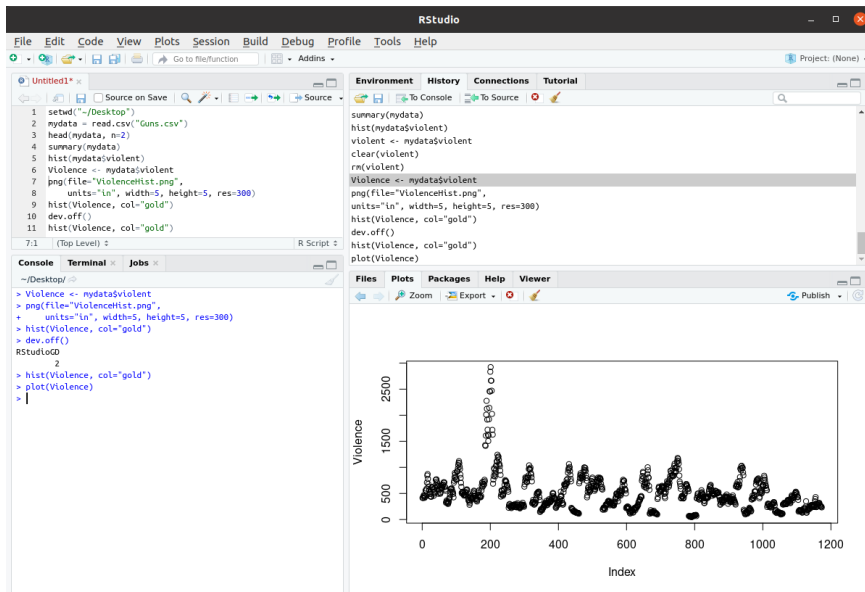 RStudio
File Edit Code View Plots Session Build Debug Profile Tools Help
Go to file/function Addins Project: (None)
Untitled1*
Source on Save Source
1 setwd("~/Desktop")
2 mydata = read.csv("Guns.csv")
3 head(mydata, n=2)
4 summary(mydata)
5 hist(mydata$violent)
6 Violence <- mydata$violent
7 png(file="ViolenceHist.png",
8 units="in", width=5, height=5, res=300)
9 hist(Violence, col="gold")
10 dev.off()
11 hist(Violence, col="gold")
7:1 (Top Level) R Script
Console Terminal Jobs
~/Desktop/
> Violence <- mydata$violent
> png(file="ViolenceHist.png",
+ units="in", width=5, height=5, res=300)
> hist(Violence, col="gold")
> dev.off()
RStudioGD
2
> hist(Violence, col="gold")
> plot(Violence)
>
Environment History Connections Tutorial
To Console To Source
summary(mydata)
hist(mydata$violent)
violent <- mydata$violent
clear(violent)
rm(violent)
Violence <- mydata$violent
png(file="ViolenceHist.png",
units="in", width=5, height=5, res=300)
hist(Violence, col="gold")
dev.off()
hist(Violence, col="gold")
plot(Violence)
Files Plots Packages Help Viewer
Zoom Export Publish
Violence
2500
1500
500
0
0 200 400 600 800 1000 1200
Index